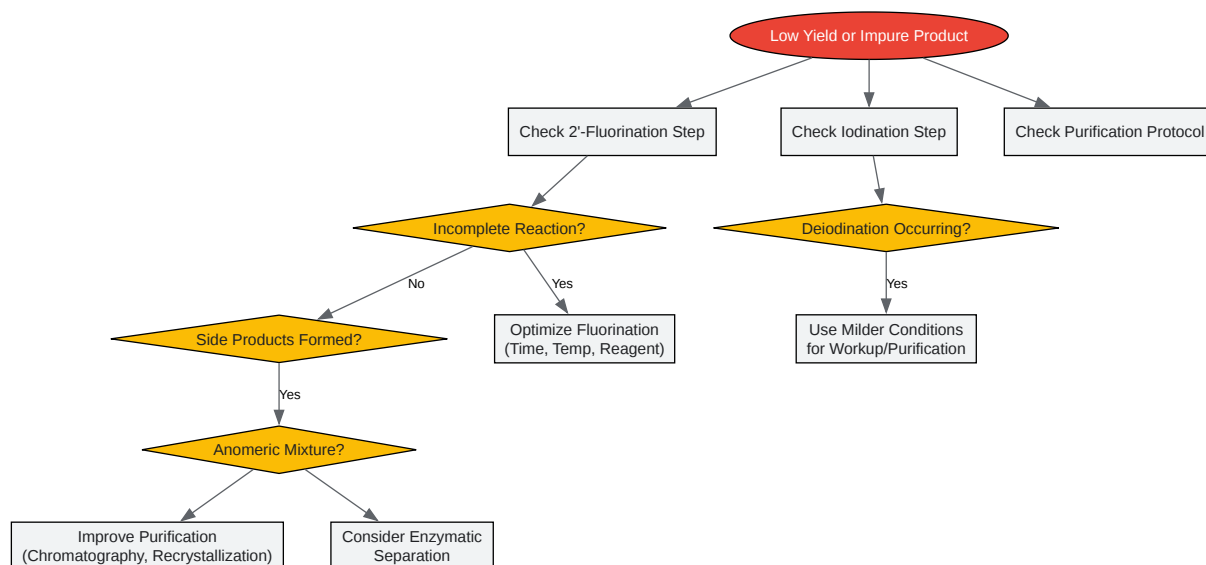 Low Yield or Impure Product
Check 2'-Fluorination Step
Check Iodination Step
Check Purification Protocol
Incomplete Reaction?
Deiodination Occurring?
No
Yes
Yes
Side Products Formed?
Optimize Fluorination
(Time, Temp, Reagent)
Use Milder Conditions
for Workup/Purification
Yes
Anomeric Mixture?
Improve Purification
(Chromatography, Recrystallization)
Consider Enzymatic
Separation